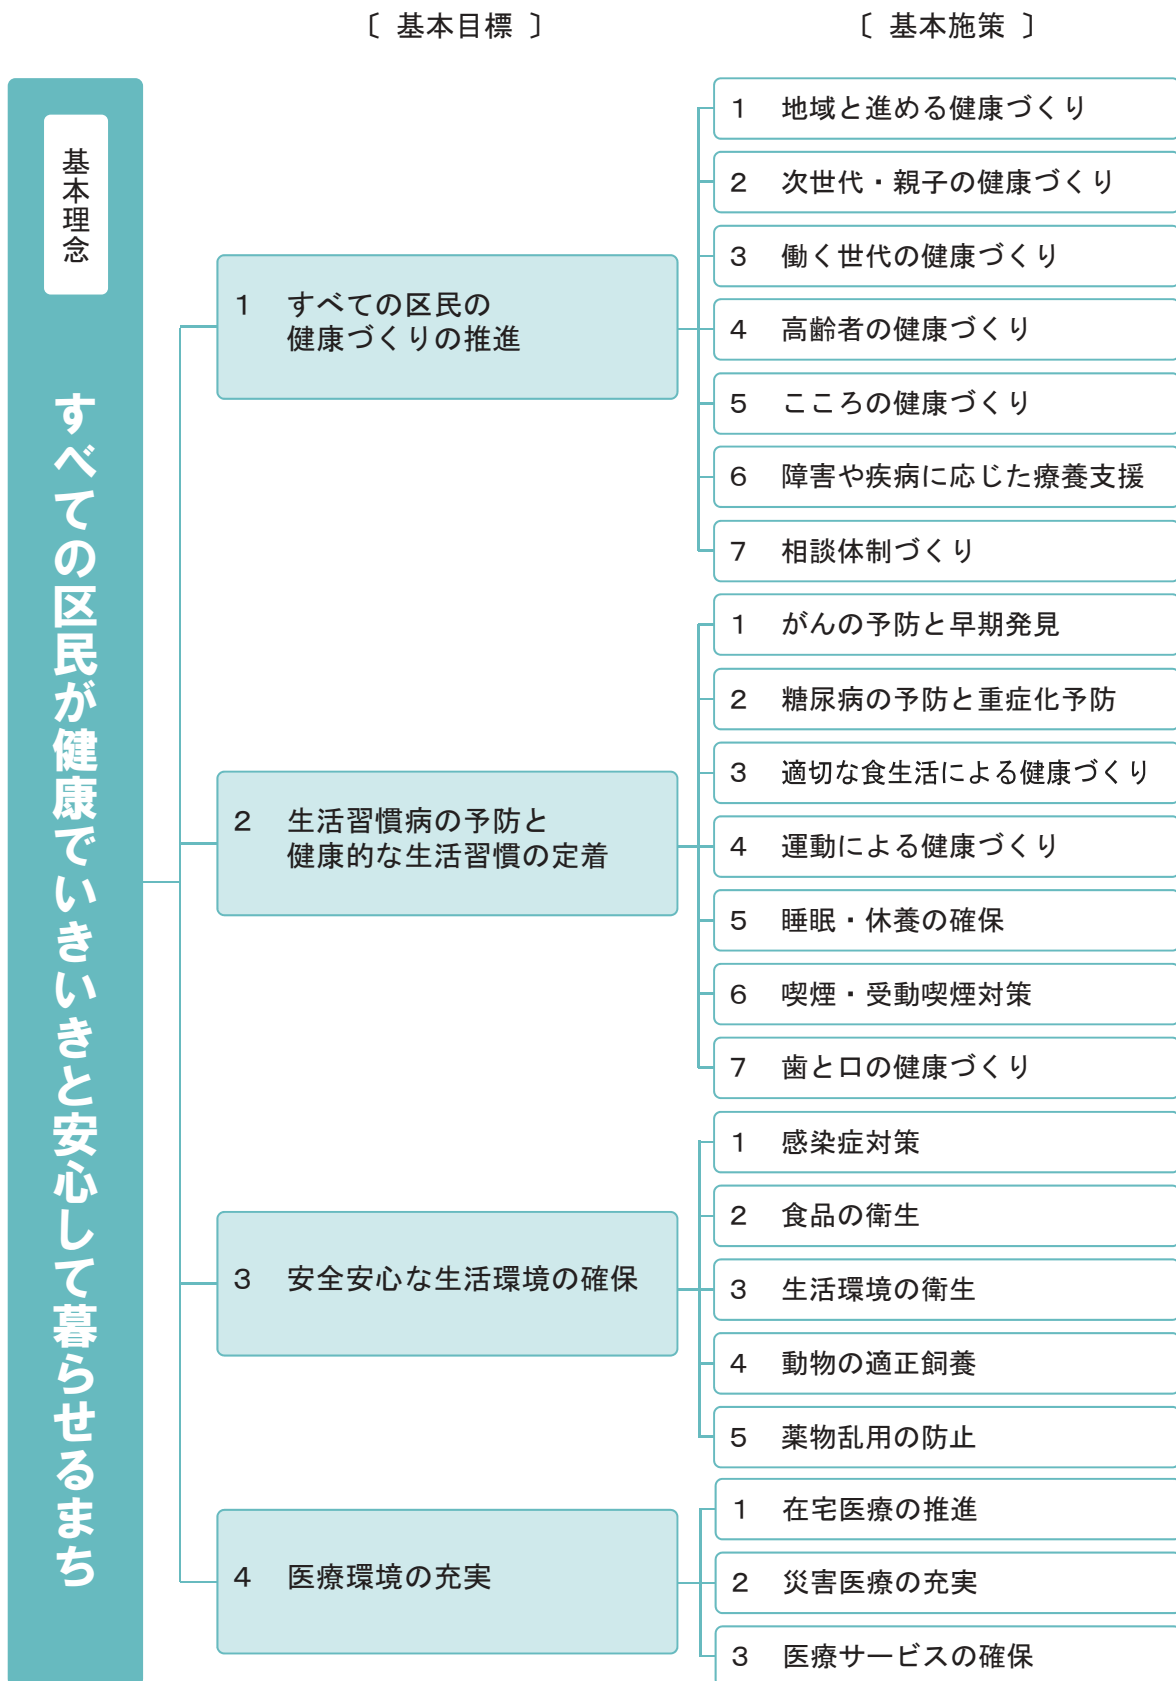 〔 基本目標 〕
〔 基本施策 〕
基本理念
すべての区民が健康でいきいきと安心して暮らせるまち
1 すべての区民の
健康づくりの推進
1 地域と進める健康づくり
2 次世代・親子の健康づくり
3 働く世代の健康づくり
4 高齢者の健康づくり
5 こころの健康づくり
6 障害や疾病に応じた療養支援
7 相談体制づくり
2 生活習慣病の予防と
健康的な生活習慣の定着
1 がんの予防と早期発見
2 糖尿病の予防と重症化予防
3 適切な食生活による健康づくり
4 運動による健康づくり
5 睡眠・休養の確保
6 喫煙・受動喫煙対策
7 歯と口の健康づくり
3 安全安心な生活環境の確保
1 感染症対策
2 食品の衛生
3 生活環境の衛生
4 動物の適正飼養
5 薬物乱用の防止
4 医療環境の充実
1 在宅医療の推進
2 災害医療の充実
3 医療サービスの確保